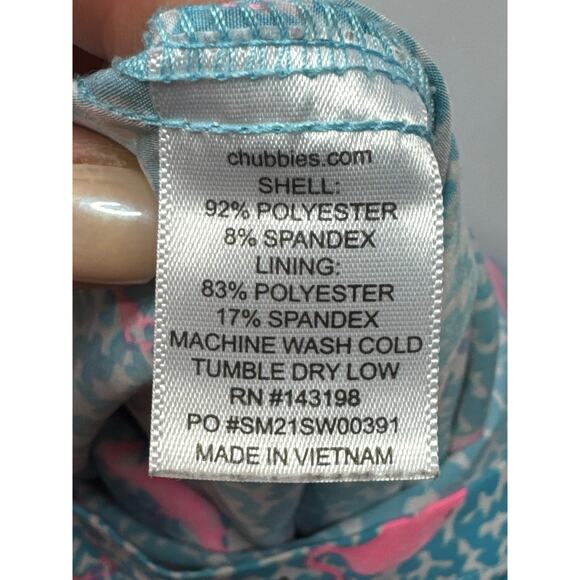 chubbies.com
SHELL:
92% POLYESTER
8% SPANDEX
LINING:
83% POLYESTER
17% SPANDEX
MACHINE WASH COLD
TUMBLE DRY LOW
RN #143198
PO #SM21SW00391
MADE IN VIETNAM